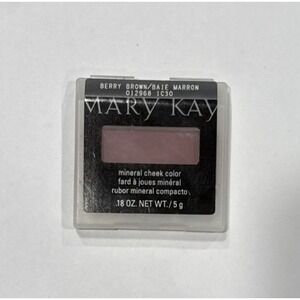 BERRY BROWN/BAIE MARRON
012968 1C30
MARY KAY
mineral cheek color
fard à joues minéral
rubor mineral compacto
.18 OZ. NET WT./5 g